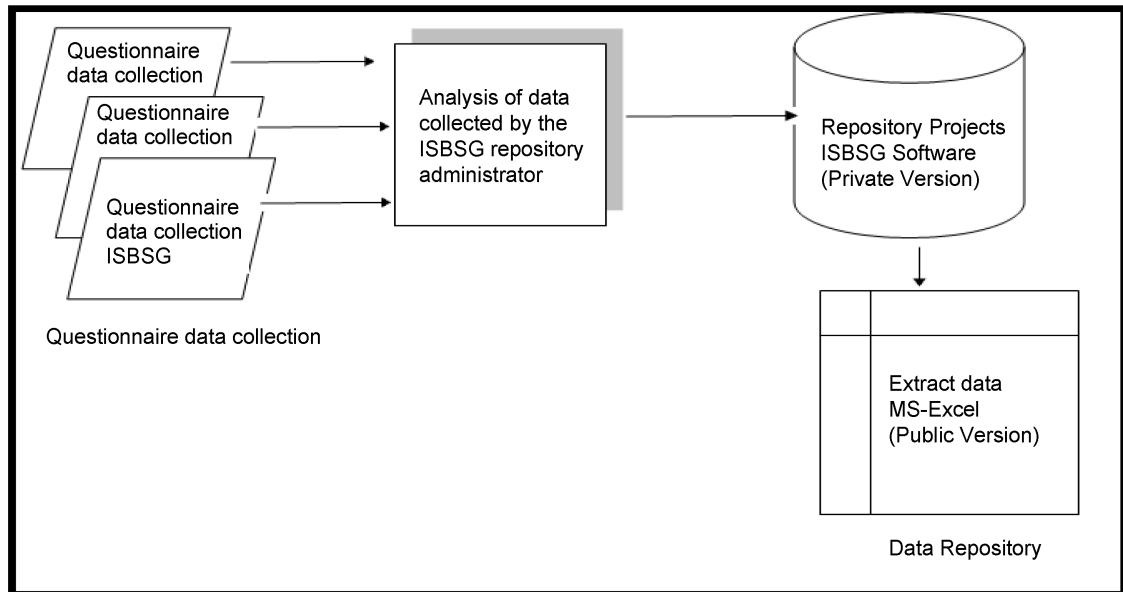 Questionnaire
data collection
Questionnaire
data collection
Questionnaire
data collection
ISBSG
Questionnaire data collection
Analysis of data
collected by the
ISBSG repository
administrator
Repository Projects
ISBSG Software
(Private Version)
Extract data
MS-Excel
(Public Version)
Data Repository